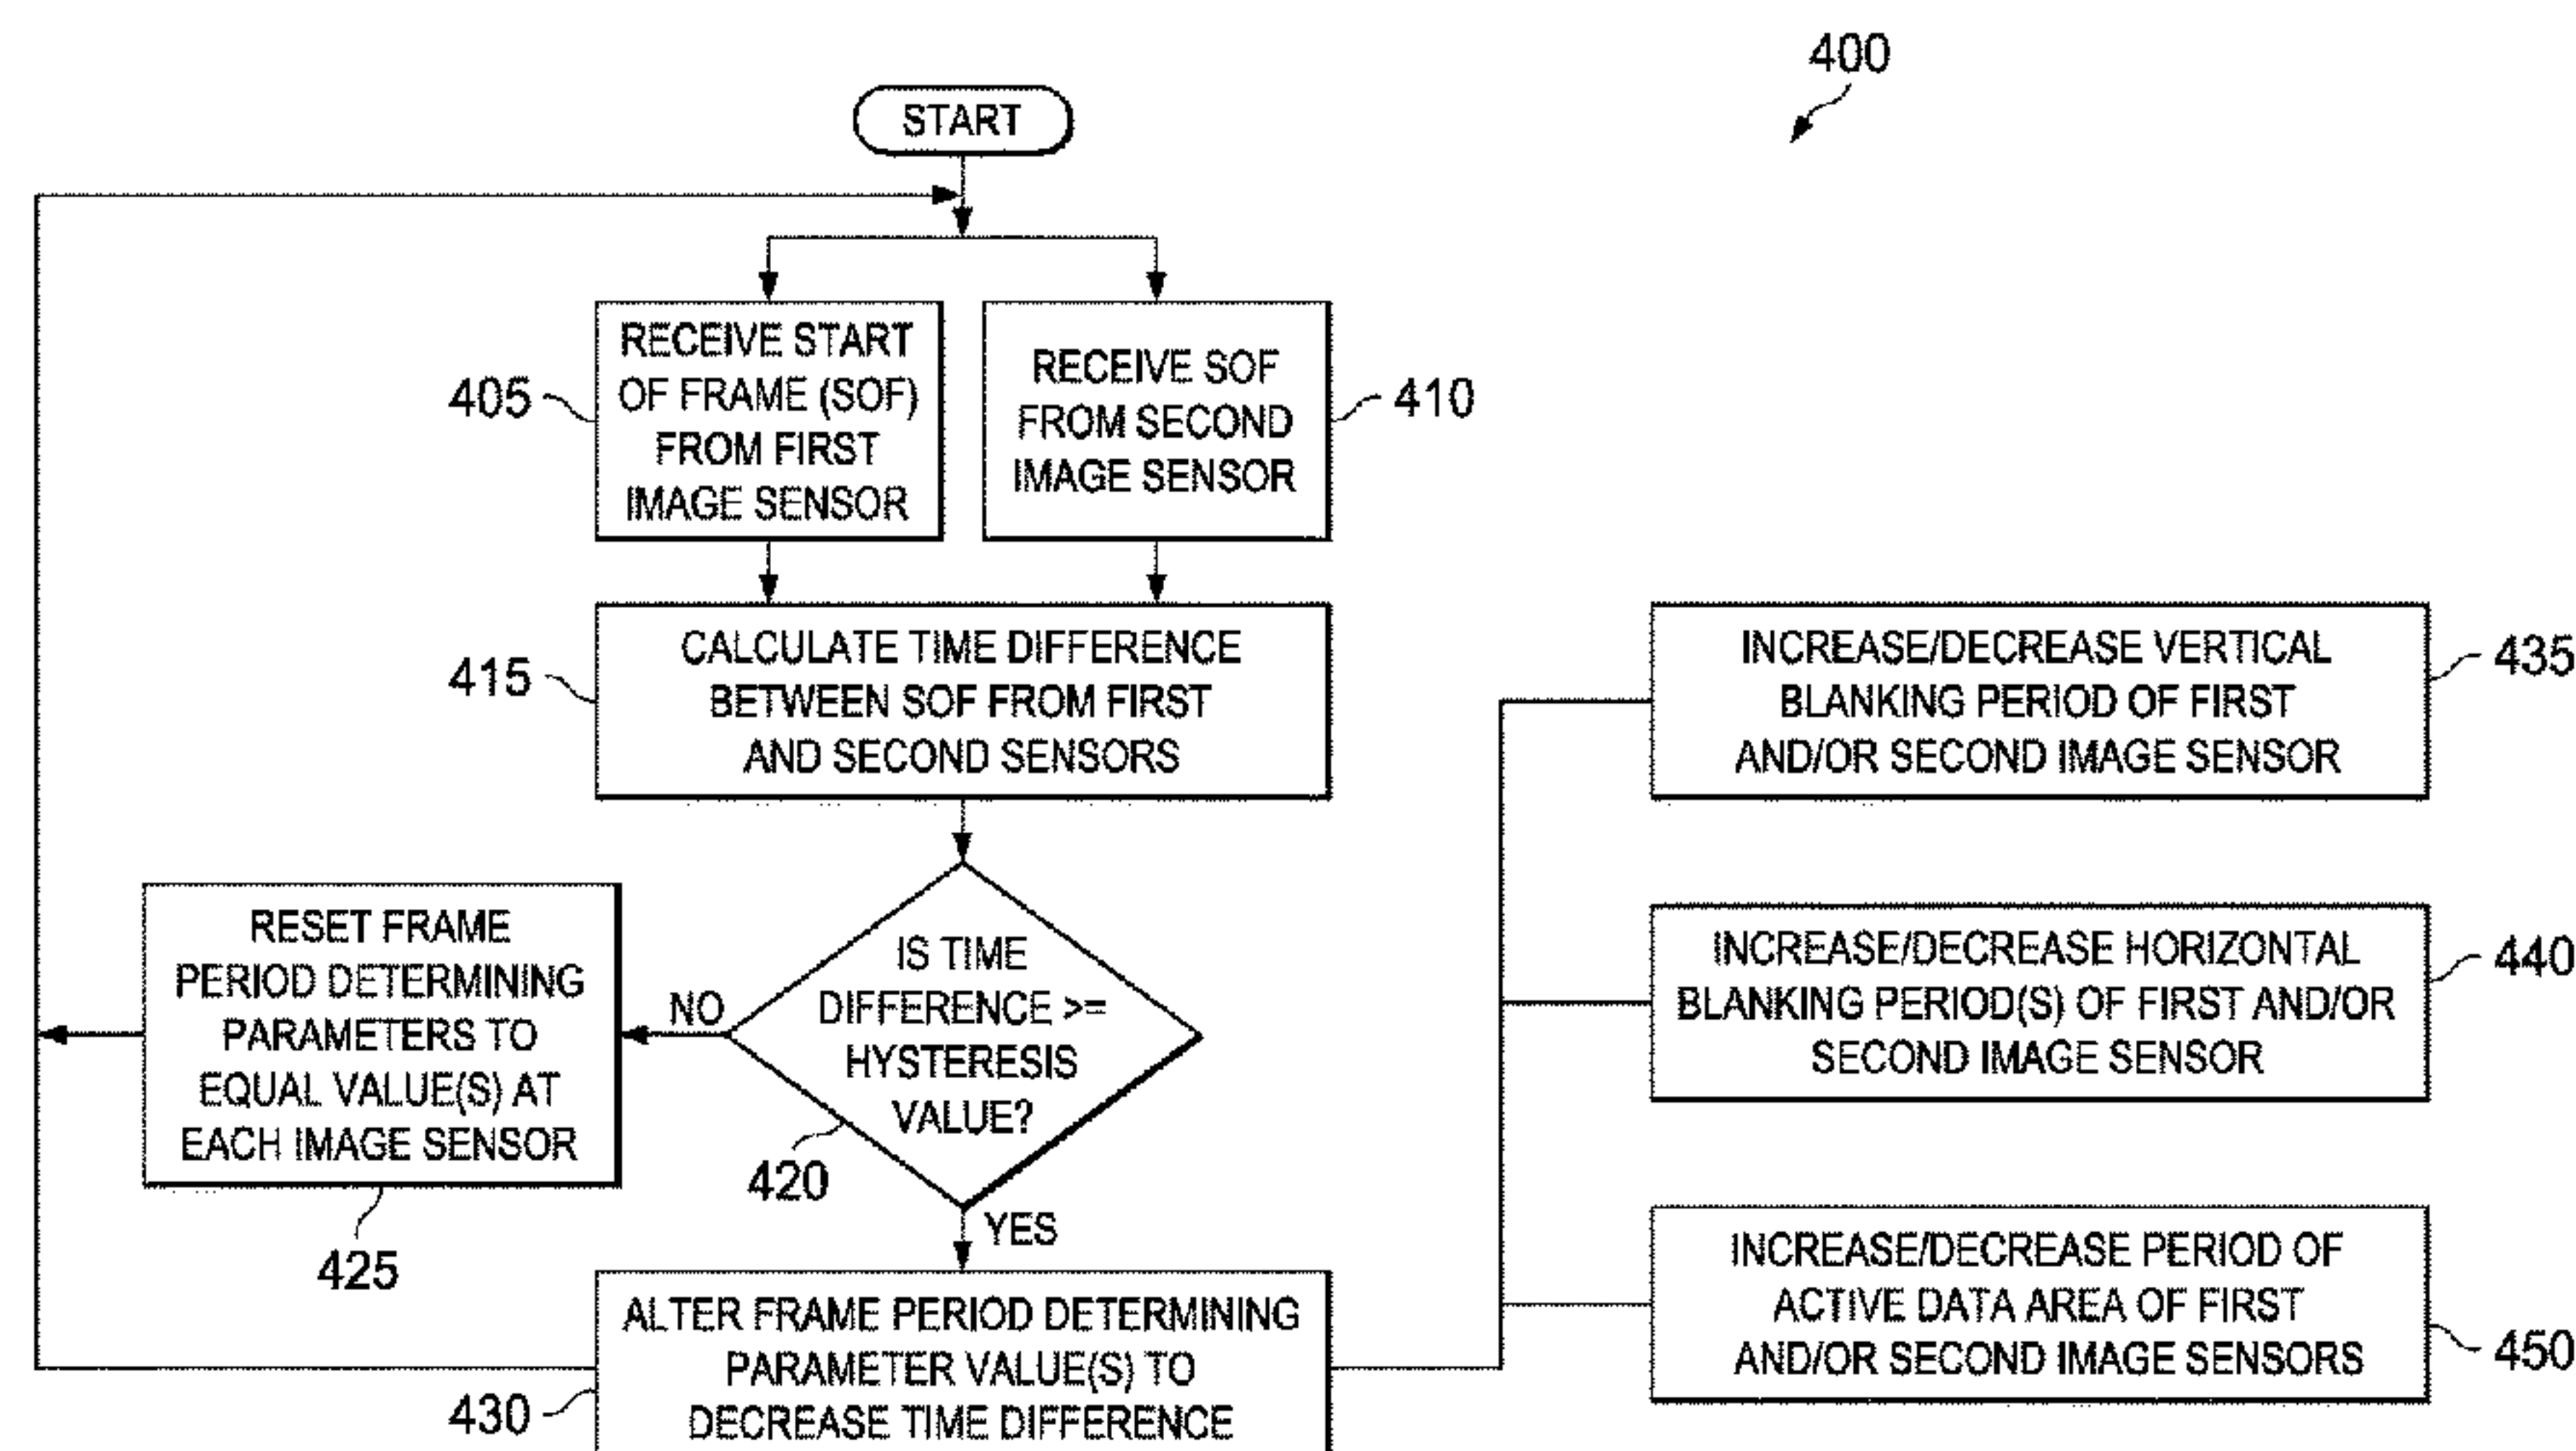 400
START
RECEIVE START
OF FRAME (SOF)
FROM FIRST
IMAGE SENSOR
405
RECEIVE SOF
FROM SECOND
IMAGE SENSOR
410
CALCULATE TIME DIFFERENCE
BETWEEN SOF FROM FIRST
AND SECOND SENSORS
415
IS TIME
DIFFERENCE >=
HYSTERESIS
VALUE?
420
NO
RESET FRAME
PERIOD DETERMINING
PARAMETERS TO
EQUAL VALUE(S) AT
EACH IMAGE SENSOR
425
YES
ALTER FRAME PERIOD DETERMINING
PARAMETER VALUE(S) TO
DECREASE TIME DIFFERENCE
430
INCREASE/DECREASE VERTICAL
BLANKING PERIOD OF FIRST
AND/OR SECOND IMAGE SENSOR
435
INCREASE/DECREASE HORIZONTAL
BLANKING PERIOD(S) OF FIRST AND/OR
SECOND IMAGE SENSOR
440
INCREASE/DECREASE PERIOD OF
ACTIVE DATA AREA OF FIRST
AND/OR SECOND IMAGE SENSORS
450